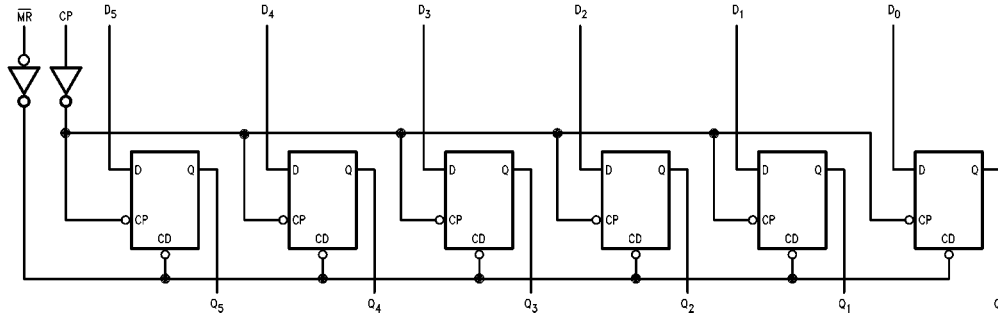 M̅R̅ CP D5 D4 D3 D2 D1 D0
D Q D Q D Q D Q D Q D Q
CP CP CP CP CP CP
CD CD CD CD CD CD
Q5 Q4 Q3 Q2 Q1 Q